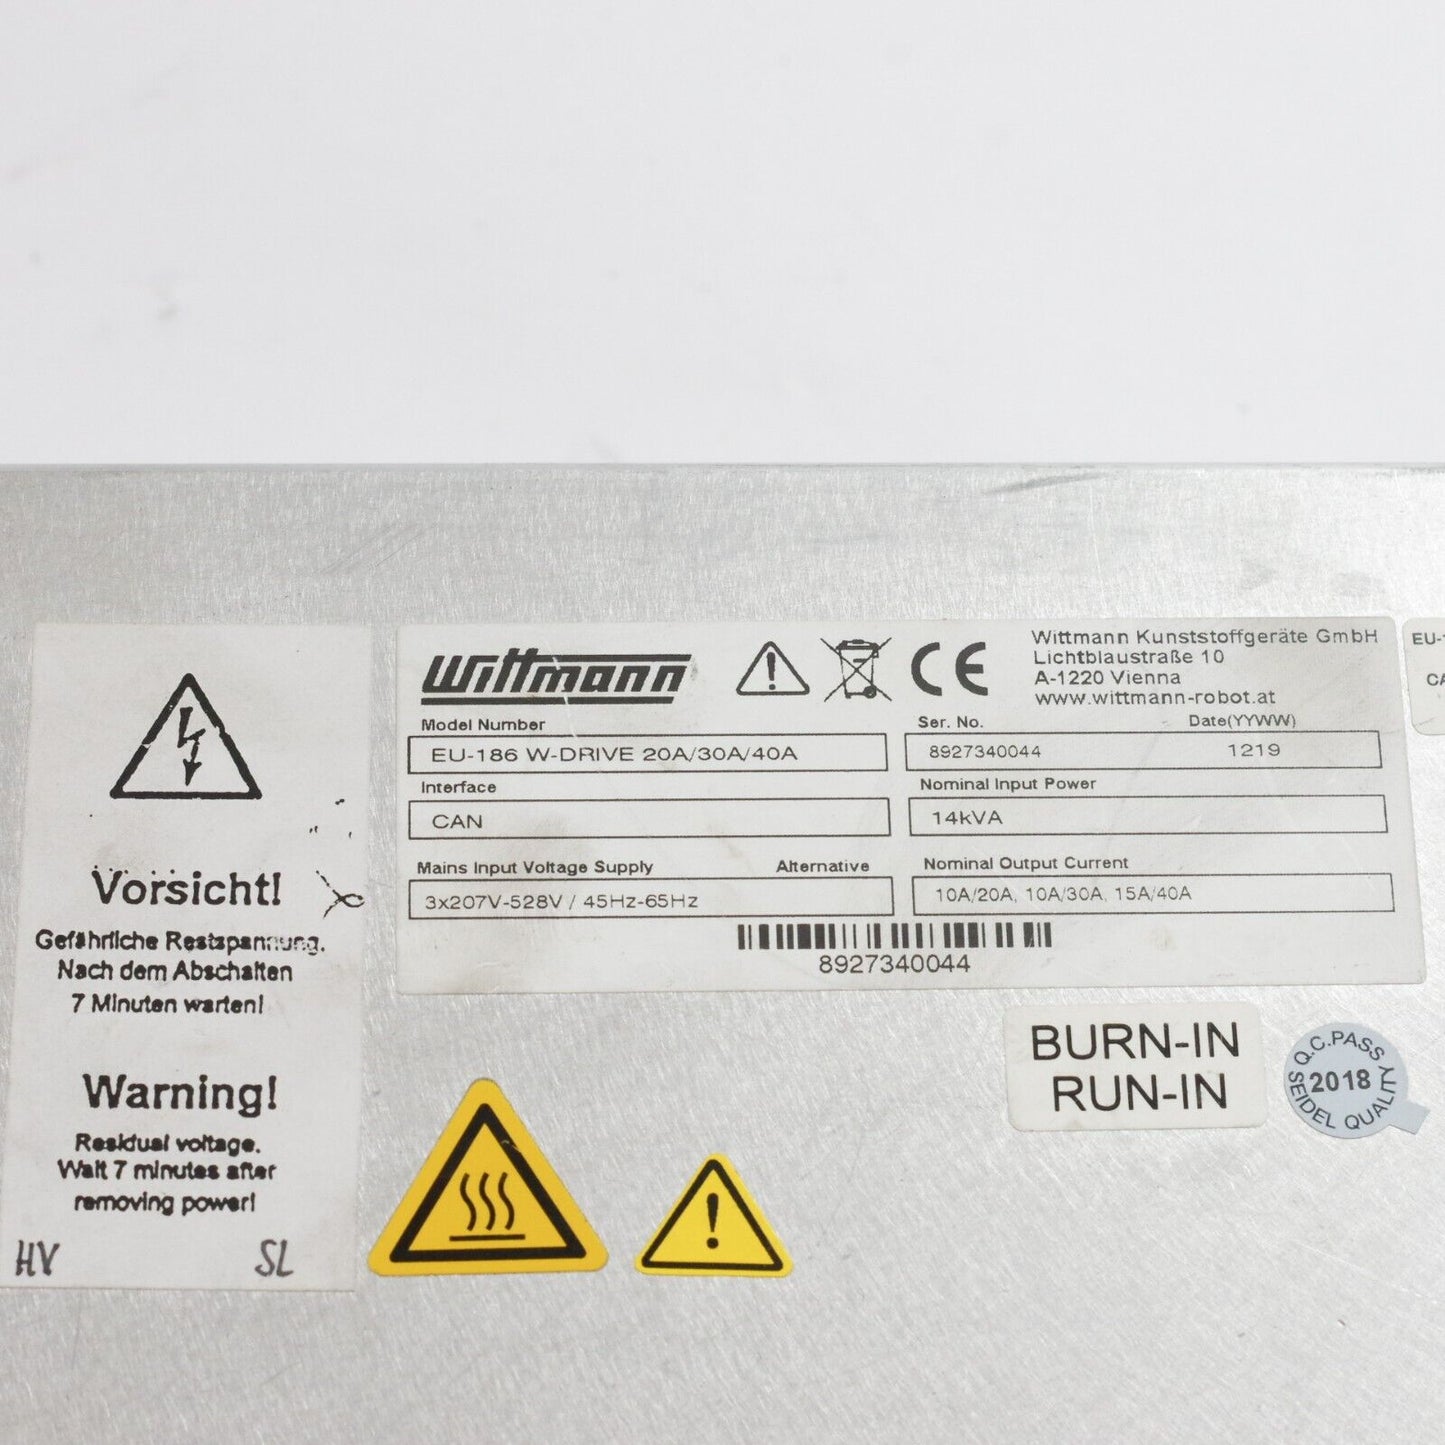 Vorsicht!
Gefährliche Restspannung.
Nach dem Abschalten
7 Minuten warten!
Warning!
Residual voltage.
Wait 7 minutes after
removing power!
HV SL
Wittmann
CE
Wittmann Kunststoffgeräte GmbH
Lichtblaustraße 10
A-1220 Vienna
www.wittmann-robot.at
Model Number
EU-186 W-DRIVE 20A/30A/40A
Ser. No. Date(YYWW)
8927340044 1219
Interface
CAN
Nominal Input Power
14kVA
Mains Input Voltage Supply Alternative
3x207V-528V / 45Hz-65Hz
Nominal Output Current
10A/20A, 10A/30A, 15A/40A
8927340044
BURN-IN
RUN-IN
Q.C.PASS
2018
SEIDEL QUALITY
EU-
CA